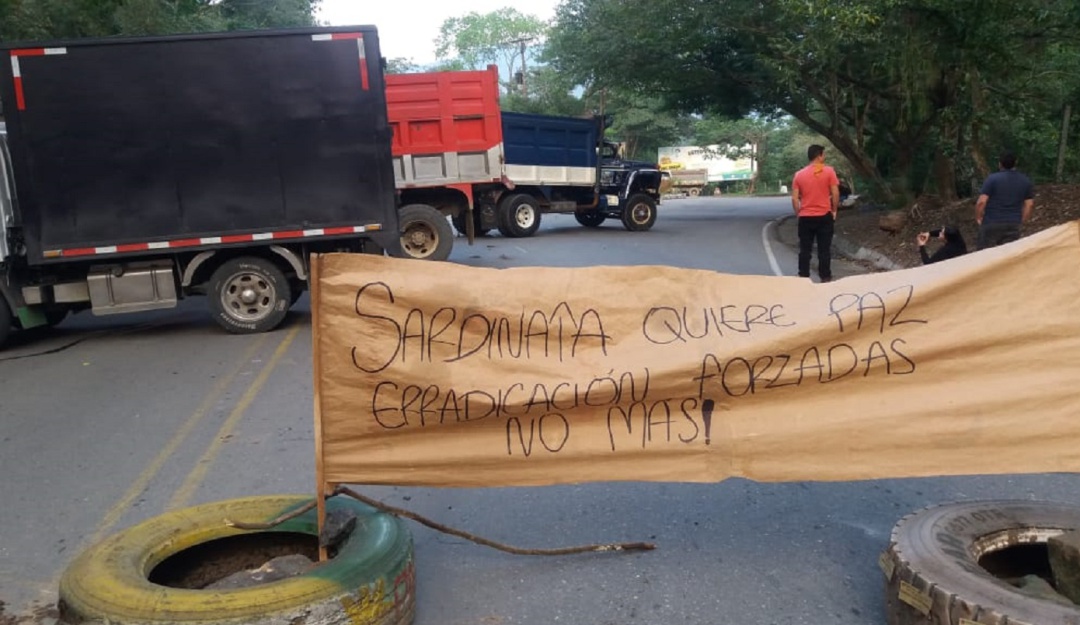 SARDINATA QUIERE PAZ
ERRADICACIÓN FORZADAS
NO MAS!